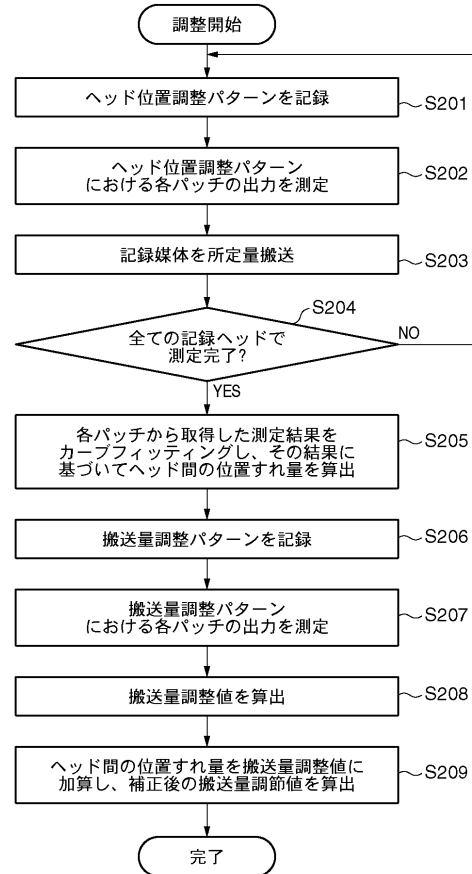 調整開始
ヘッド位置調整パターンを記録
S201
ヘッド位置調整パターン
における各パッチの出力を測定
S202
記録媒体を所定量搬送
S203
S204
全ての記録ヘッドで
測定完了?
NO
YES
各パッチから取得した測定結果を
カーブフィッティングし、その結果に
基づいてヘッド間の位置ずれ量を算出
S205
搬送量調整パターンを記録
S206
搬送量調整パターン
における各パッチの出力を測定
S207
搬送量調整値を算出
S208
ヘッド間の位置ずれ量を搬送量調整値に
加算し、補正後の搬送量調節値を算出
S209
完了